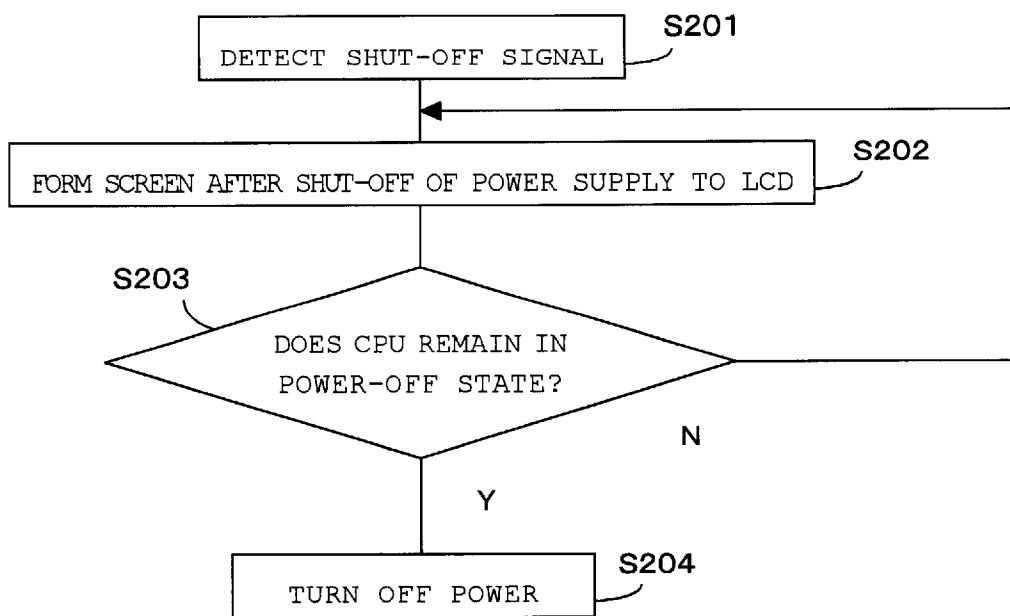 S201
DETECT SHUT-OFF SIGNAL
S202
FORM SCREEN AFTER SHUT-OFF OF POWER SUPPLY TO LCD
S203
DOES CPU REMAIN IN
POWER-OFF STATE?
N
Y
S204
TURN OFF POWER